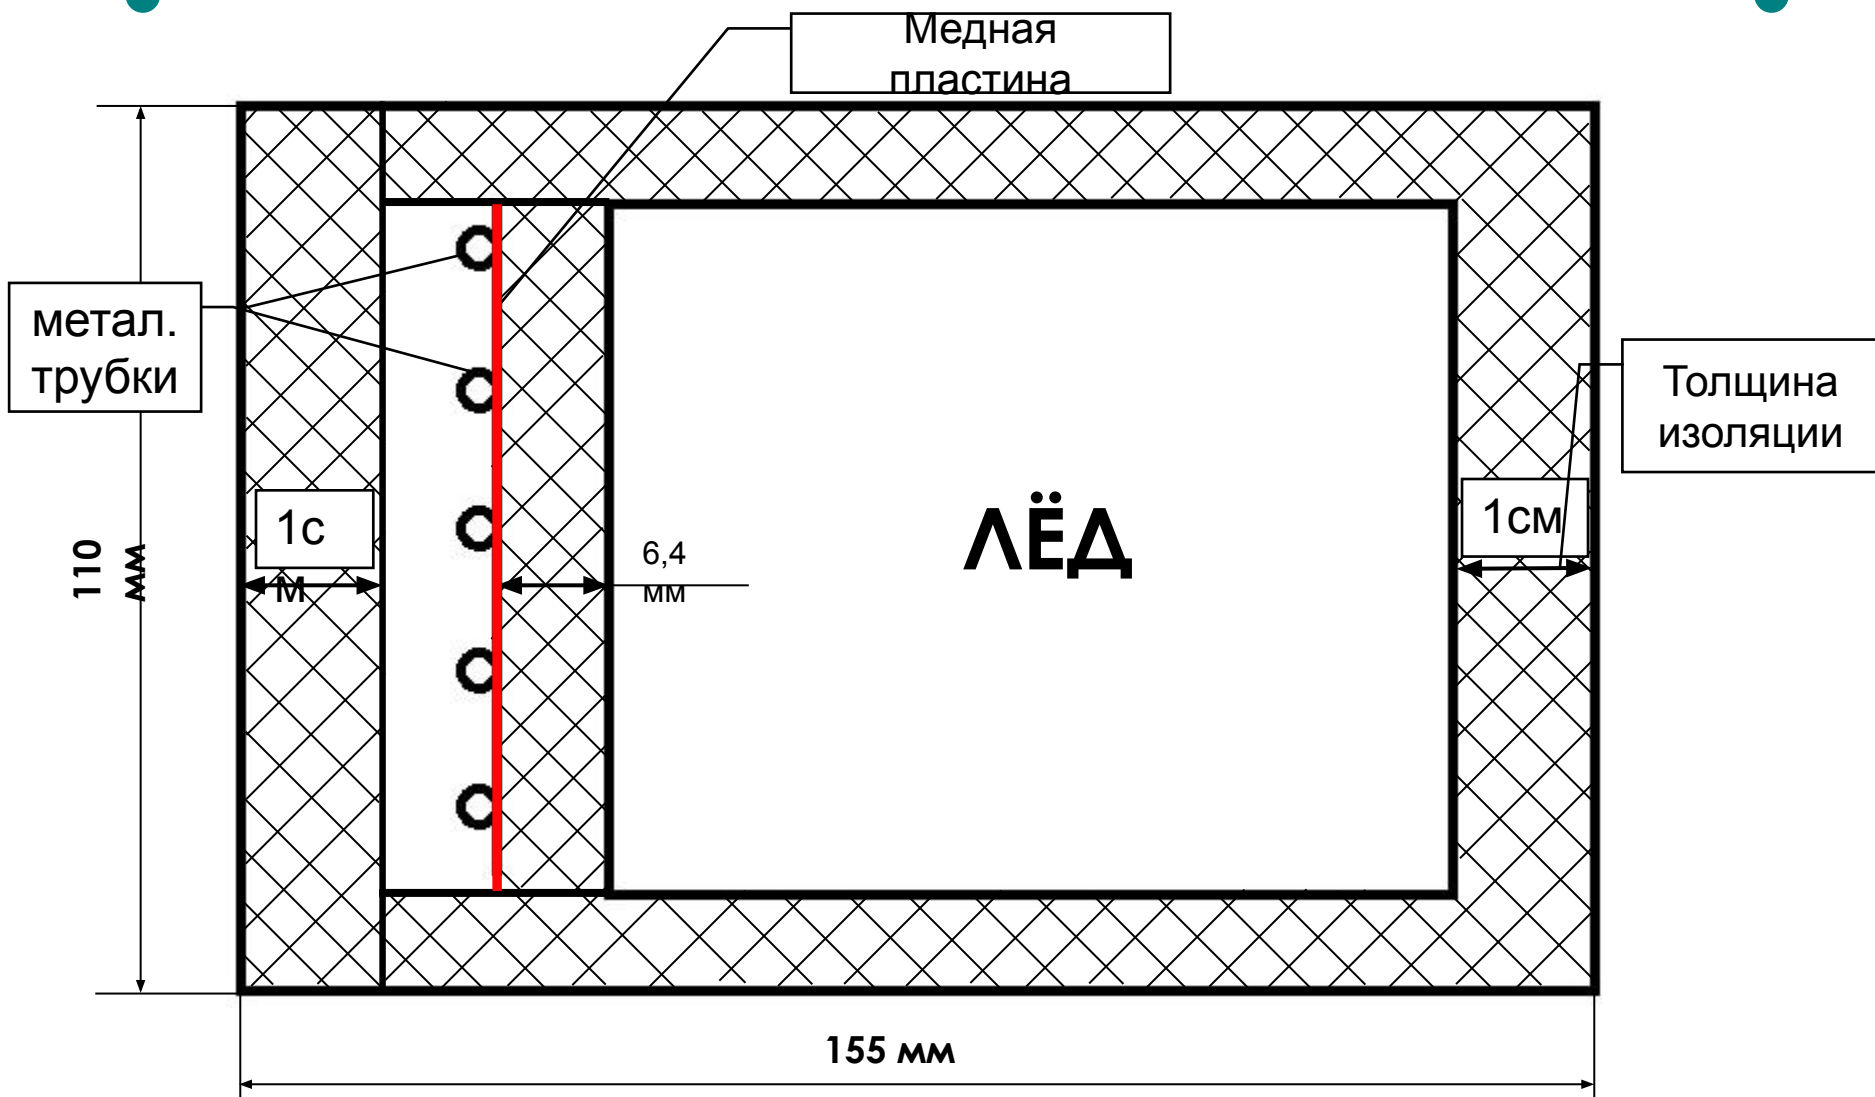 Медная
пластина
метал.
трубки
Толщина
изоляции
1с
м
1см
6,4
мм
ЛЁД
110
мм
155 мм